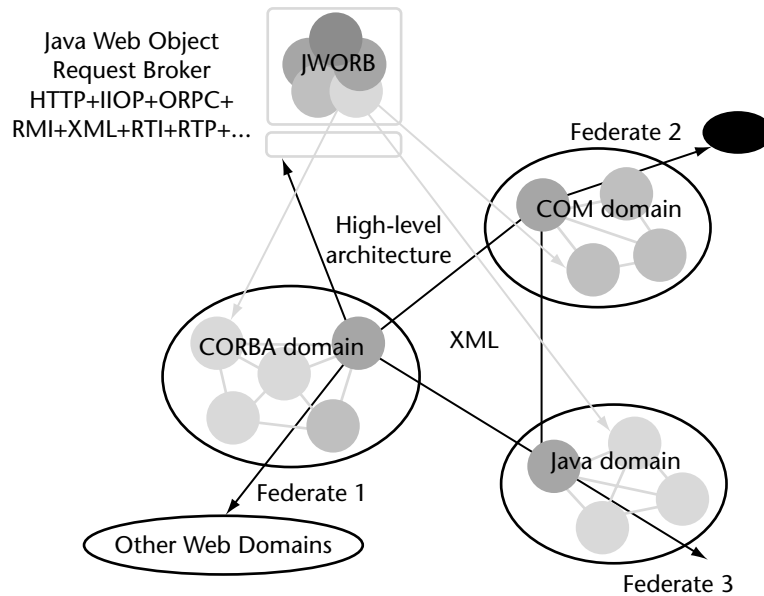 Java Web Object
Request Broker
HTTP+IIOP+ORPC+
RMI+XML+RTI+RTP+...
JWORB
Federate 2
COM domain
High-level
architecture
CORBA domain
XML
Java domain
Federate 1
Other Web Domains
Federate 3